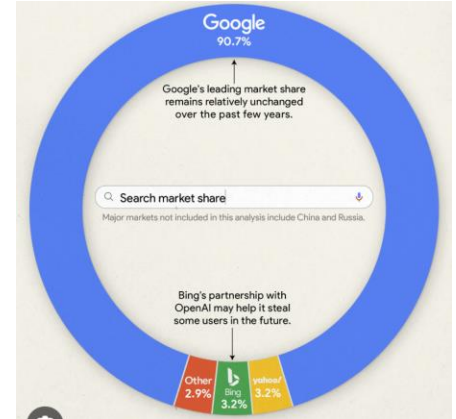 Google
90.7%
Google's leading market share
remains relatively unchanged
over the past few years.
Search market share
Major markets not included in this analysis include China and Russia.
Bing's partnership with
OpenAI may help it steal
some users in the future.
Other
2.9%
Bing
3.2%
yahoo!
3.2%